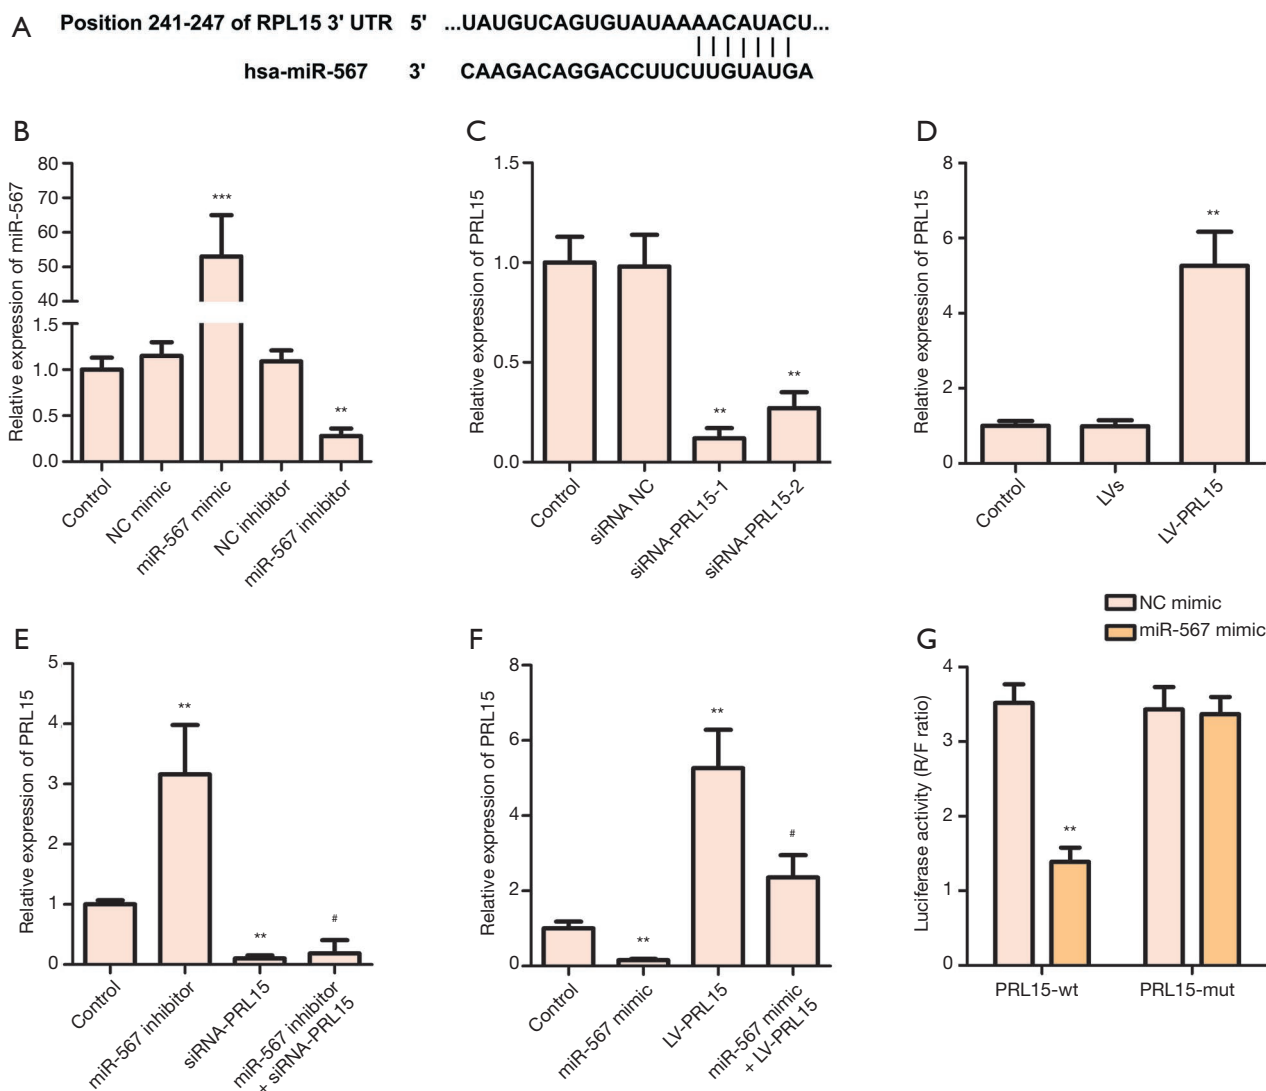 A
Position 241-247 of RPL15 3' UTR 5' ...UAUGUCAGUGUAUAAAACAUACU...
hsa-miR-567 3' CAAGACAGGACCUUCUUGUAUGA
B
Relative expression of miR-567
80
70
60
50
40
1.5
1.0
0.5
0.0
***
**
Control
NC mimic
miR-567 mimic
NC inhibitor
miR-567 inhibitor
C
Relative expression of PRL15
1.5
1.0
0.5
0.0
**
**
Control
siRNA NC
siRNA-PRL15-1
siRNA-PRL15-2
D
Relative expression of PRL15
8
6
4
2
0
**
Control
LVs
LV-PRL15
E
Relative expression of PRL15
5
4
3
2
1
0
**
**
#
Control
miR-567 inhibitor
siRNA-PRL15
miR-567 inhibitor
+ siRNA-PRL15
F
Relative expression of PRL15
8
6
4
2
0
**
**
#
Control
miR-567 mimic
LV-PRL15
miR-567 mimic
+ LV-PRL15
G
NC mimic
miR-567 mimic
Luciferase activity (R/F ratio)
4
3
2
1
0
**
PRL15-wt
PRL15-mut